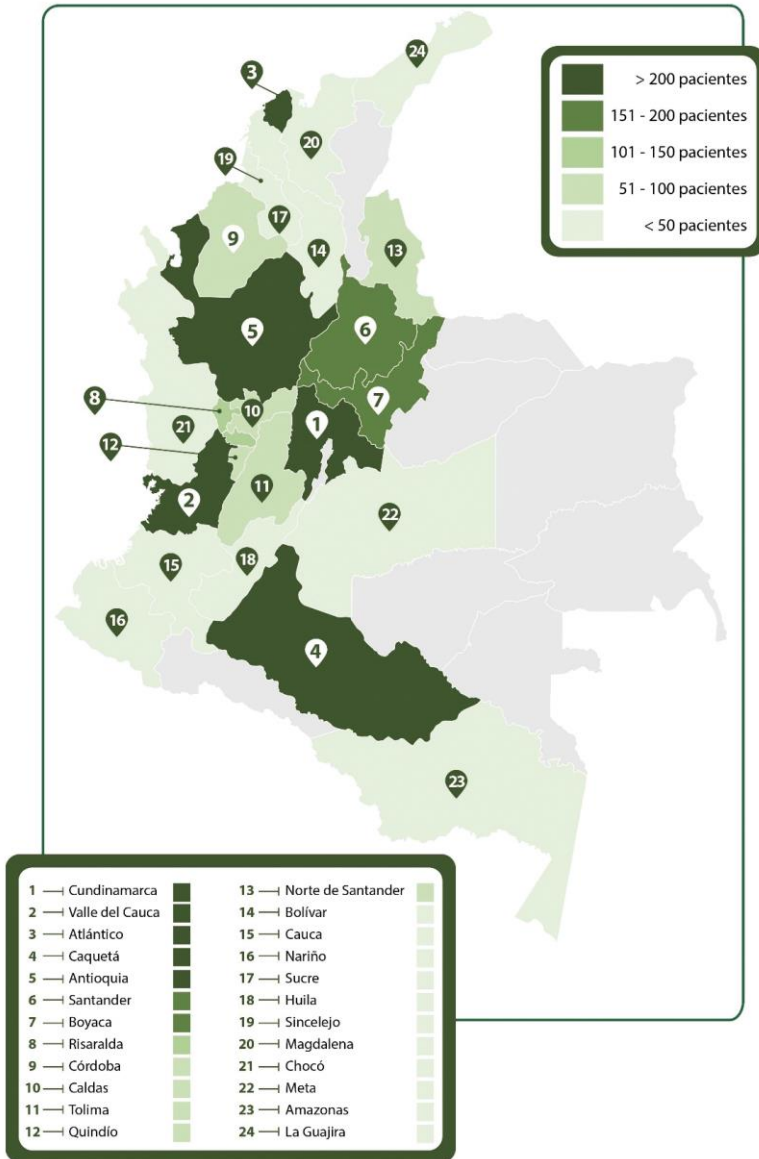 24
3
20
19
17
9
14
13
5
6
7
8
10
1
21
12
11
2
22
18
15
16
4
23
> 200 pacientes
151 - 200 pacientes
101 - 150 pacientes
51 - 100 pacientes
< 50 pacientes
1 Cundinamarca
2 Valle del Cauca
3 Atlántico
4 Caquetá
5 Antioquia
6 Santander
7 Boyaca
8 Risaralda
9 Córdoba
10 Caldas
11 Tolima
12 Quindío
13 Norte de Santander
14 Bolívar
15 Cauca
16 Nariño
17 Sucre
18 Huila
19 Sincelejo
20 Magdalena
21 Chocó
22 Meta
23 Amazonas
24 La Guajira